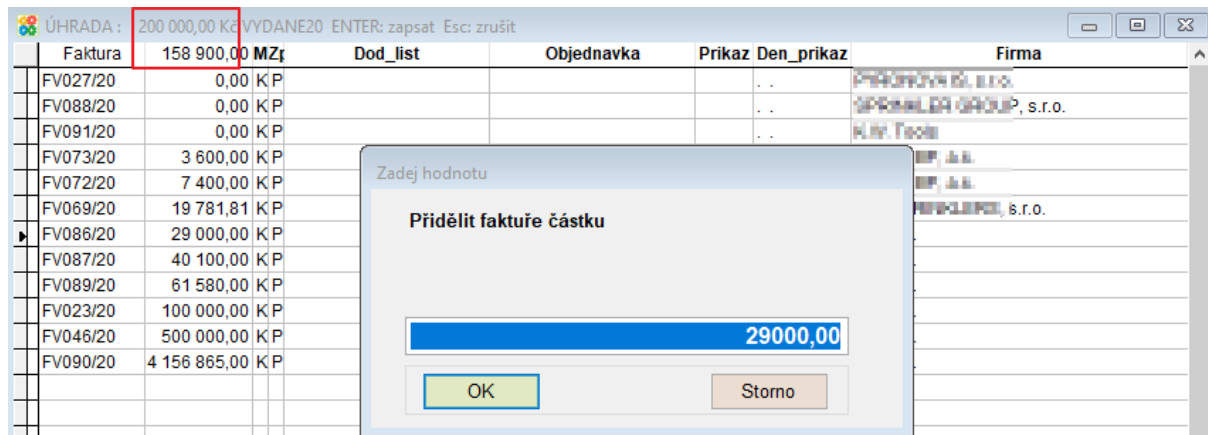 ÚHRADA : 200 000,00 Kč VYDANE20 ENTER: zapsat Esc: zrušit
Faktura 158 900,00 MZp Dod_list Objednavka Prikaz Den_prikaz Firma
FV027/20 0,00 K P . . s.r.o.
FV088/20 0,00 K P . . SPRINKLER GROUP, s.r.o.
FV091/20 0,00 K P . .
FV073/20 3 600,00 K P
FV072/20 7 400,00 K P
FV069/20 19 781,81 K P s.r.o.
FV086/20 29 000,00 K P
FV087/20 40 100,00 K P
FV089/20 61 580,00 K P
FV023/20 100 000,00 K P
FV046/20 500 000,00 K P
FV090/20 4 156 865,00 K P
Zadej hodnotu
Přidělit faktuře částku
29000,00
OK Storno